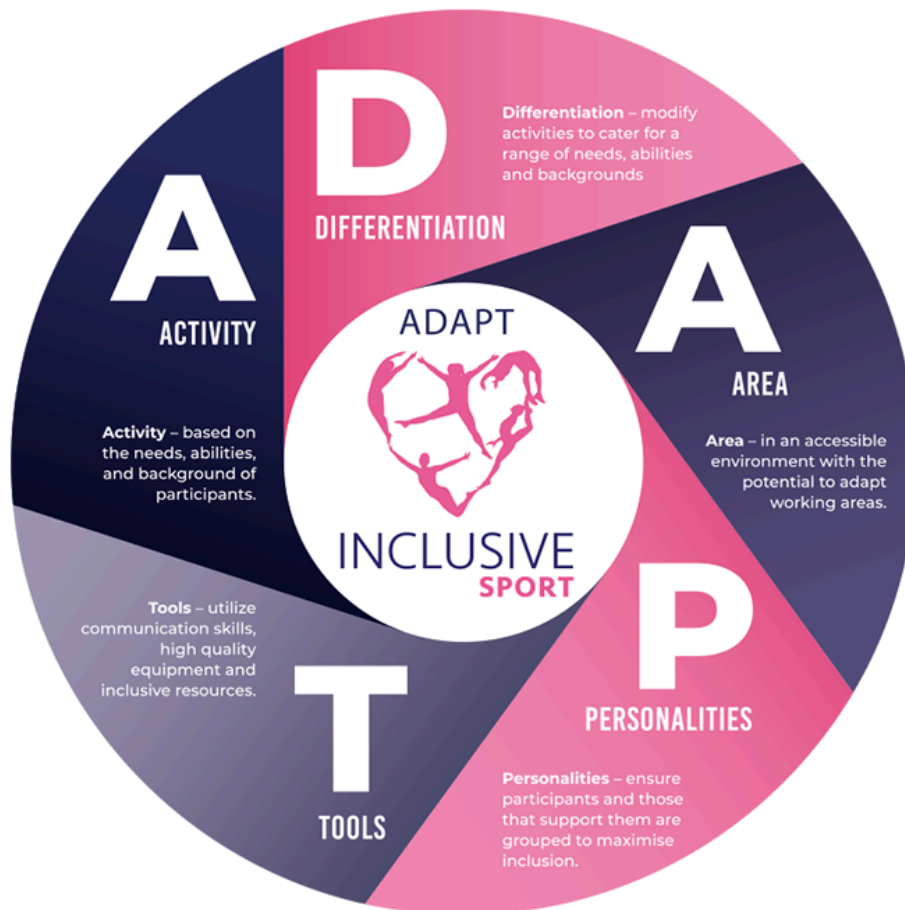 A
ACTIVITY
Activity – based on
the needs, abilities,
and background of
participants.
D
DIFFERENTIATION
Differentiation – modify
activities to cater for a
range of needs, abilities
and backgrounds
A
AREA
Area – in an accessible
environment with the
potential to adapt
working areas.
P
PERSONALITIES
Personalities – ensure
participants and those
that support them are
grouped to maximise
inclusion.
T
TOOLS
Tools – utilize
communication skills,
high quality
equipment and
inclusive resources.
ADAPT
INCLUSIVE
SPORT